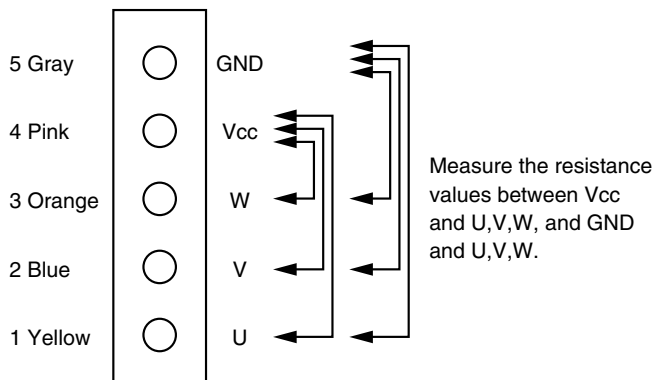 5 Gray GND
4 Pink Vcc
3 Orange W
2 Blue V
1 Yellow U
Measure the resistance
values between Vcc
and U,V,W, and GND
and U,V,W.